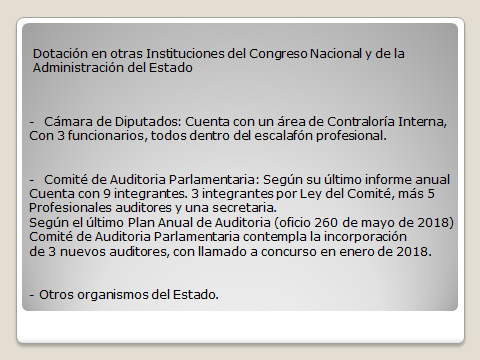 Dotación en otras Instituciones del Congreso Nacional y de la
Administración del Estado
- Cámara de Diputados: Cuenta con un área de Contraloría Interna,
Con 3 funcionarios, todos dentro del escalafón profesional.
- Comité de Auditoria Parlamentaria: Según su último informe anual
Cuenta con 9 integrantes. 3 integrantes por Ley del Comité, más 5
Profesionales auditores y una secretaria.
Según el último Plan Anual de Auditoria (oficio 260 de mayo de 2018)
Comité de Auditoria Parlamentaria contempla la incorporación
de 3 nuevos auditores, con llamado a concurso en enero de 2018.
- Otros organismos del Estado.